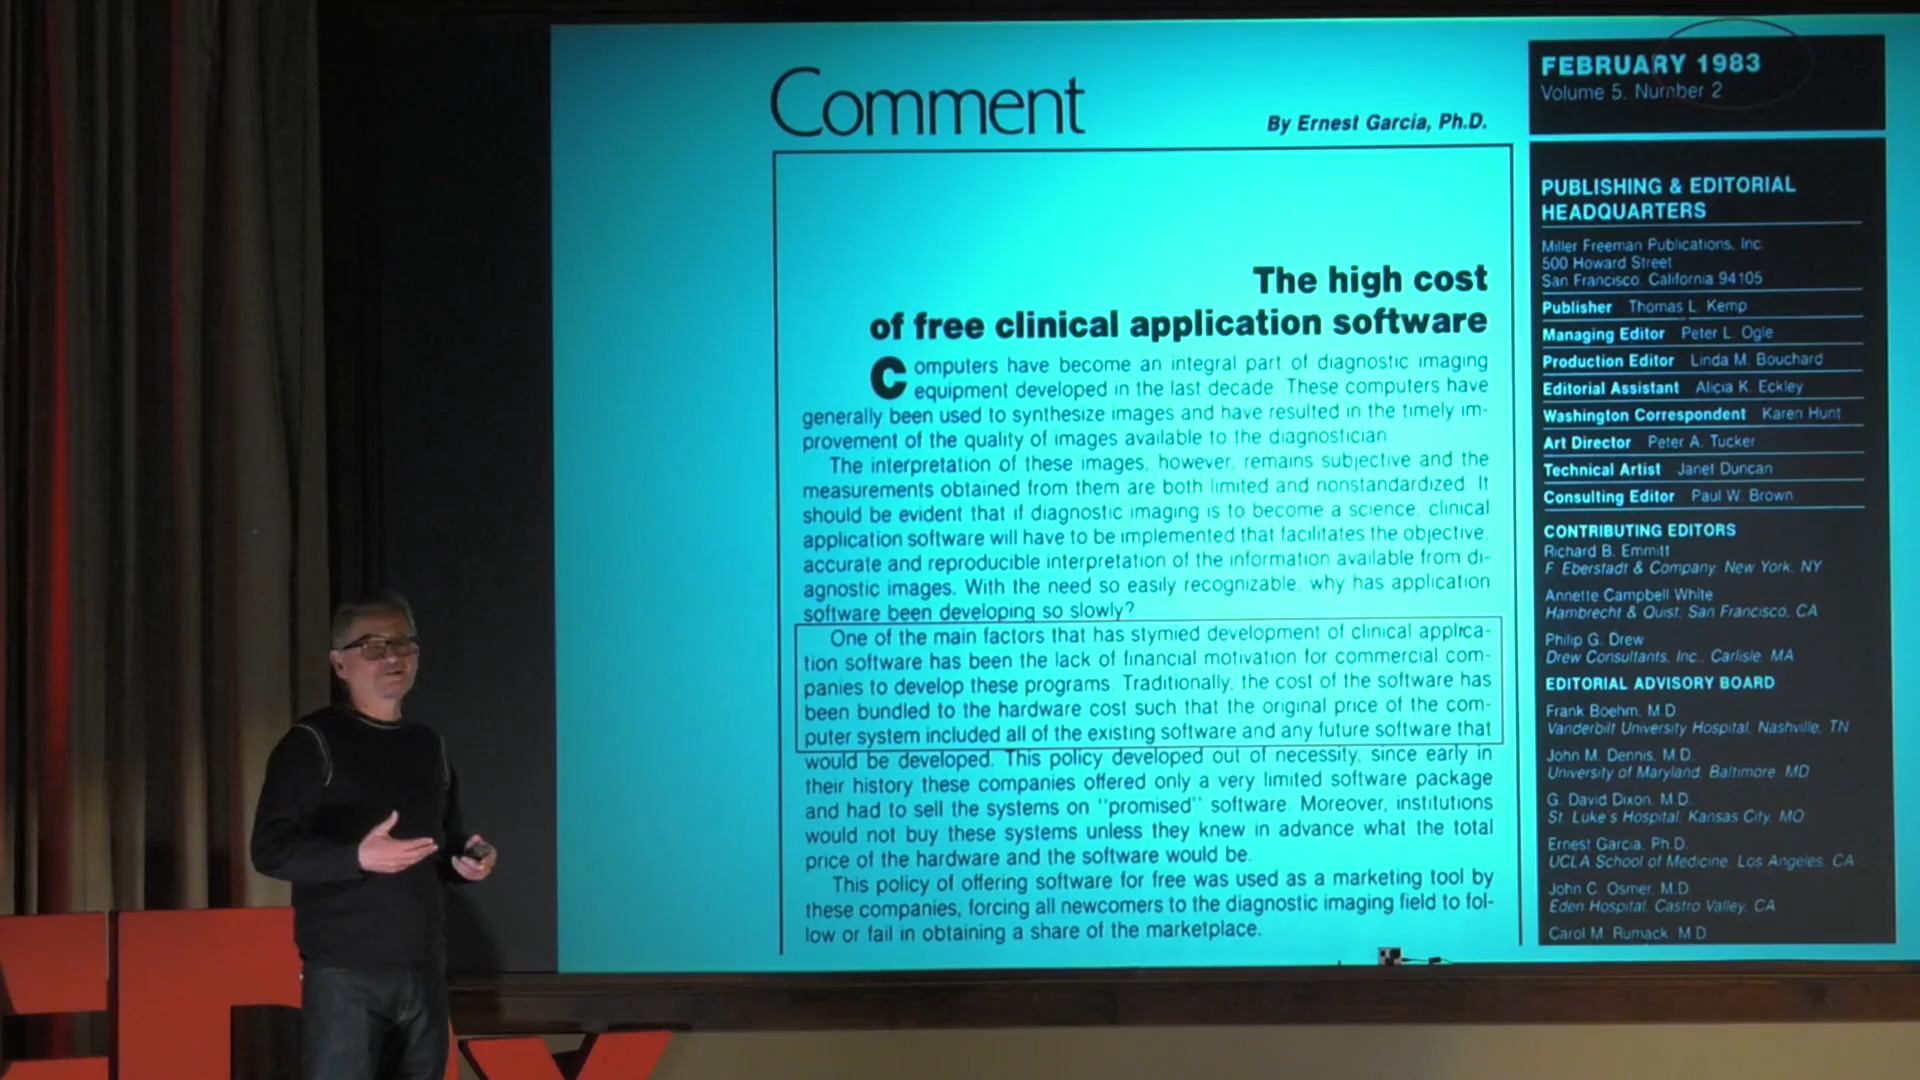 Comment
By Ernest Garcia, Ph.D.
The high cost
of free clinical application software
Computers have become an integral part of diagnostic imaging
equipment developed in the last decade. These computers have
generally been used to synthesize images and have resulted in the timely im-
provement of the quality of images available to the diagnostician.
The interpretation of these images, however, remains subjective and the
measurements obtained from them are both limited and nonstandardized. It
should be evident that if diagnostic imaging is to become a science, clinical
application software will have to be implemented that facilitates the objective,
accurate and reproducible interpretation of the information available from di-
agnostic images. With the need so easily recognizable, why has application
software been developing so slowly?
One of the main factors that has stymied development of clinical applica-
tion software has been the lack of financial motivation for commercial com-
panies to develop these programs. Traditionally, the cost of the software has
been bundled to the hardware cost such that the original price of the com-
puter system included all of the existing software and any future software that
would be developed. This policy developed out of necessity, since early in
their history these companies offered only a very limited software package
and had to sell the systems on "promised" software. Moreover, institutions
would not buy these systems unless they knew in advance what the total
price of the hardware and the software would be.
This policy of offering software for free was used as a marketing tool by
these companies, forcing all newcomers to the diagnostic imaging field to fol-
low or fail in obtaining a share of the marketplace.
FEBRUARY 1983
Volume 5, Number 2
PUBLISHING & EDITORIAL
HEADQUARTERS
Miller Freeman Publications, Inc.
500 Howard Street
San Francisco, California 94105
Publisher Thomas L. Kemp
Managing Editor Peter L. Ogle
Production Editor Linda M. Bouchard
Editorial Assistant Alicia K. Eckley
Washington Correspondent Karen Hunt
Art Director Peter A. Tucker
Technical Artist Janet Duncan
Consulting Editor Paul W. Brown
CONTRIBUTING EDITORS
Richard B. Emmitt
F. Eberstadt & Company, New York, NY
Annette Campbell White
Hambrecht & Quist, San Francisco, CA
Philip G. Drew
Drew Consultants, Inc., Carlisle, MA
EDITORIAL ADVISORY BOARD
Frank Boehm, M.D.
Vanderbilt University Hospital, Nashville, TN
John M. Dennis, M.D.
University of Maryland, Baltimore, MD
G. David Dixon, M.D.
St. Luke's Hospital, Kansas City, MO
Ernest Garcia, Ph.D.
UCLA School of Medicine, Los Angeles, CA
John C. Osmer, M.D.
Eden Hospital, Castro Valley, CA
Carol M. Rumack, M.D.